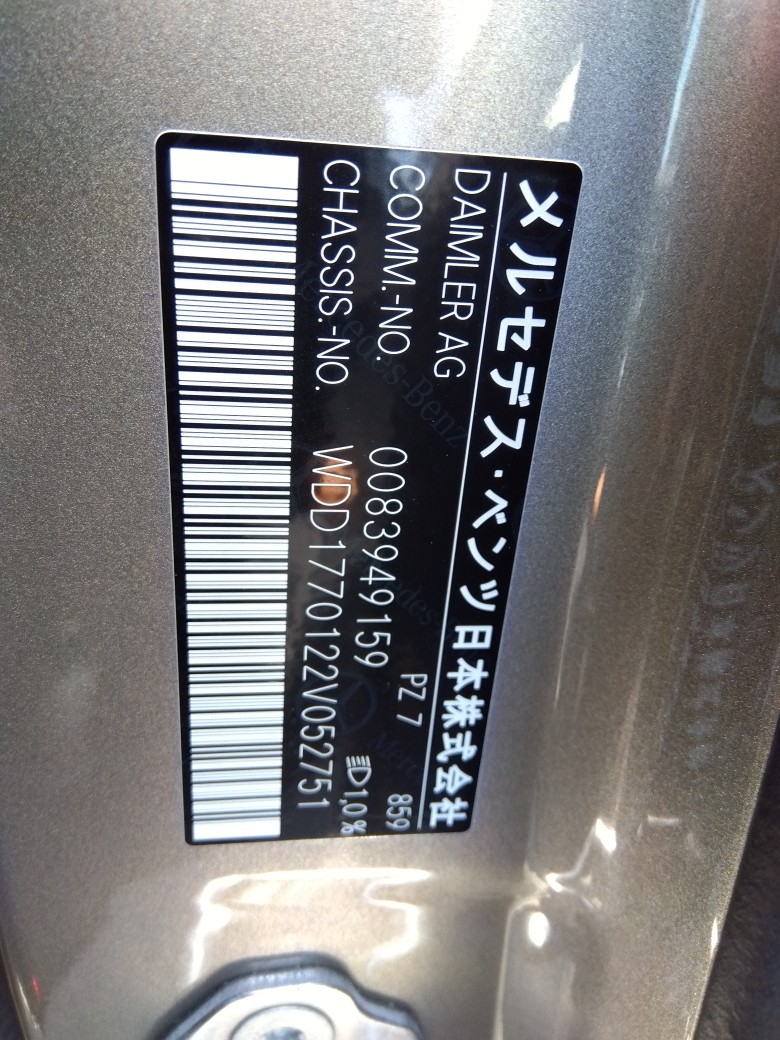 メルセデス・ベンツ日本株式会社
DAIMLER AG 859
COMM.-NO. 0083949159 PZ 7
1,0%
CHASSIS.-NO. WDD1770122V052751